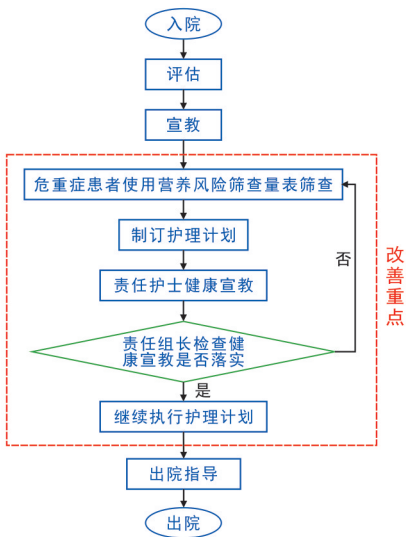 入院
评估
宣教
危重症患者使用营养风险筛查量表筛查
制订护理计划
否
责任护士健康宣教
改善重点
责任组长检查健
康宣教是否落实
是
继续执行护理计划
出院指导
出院